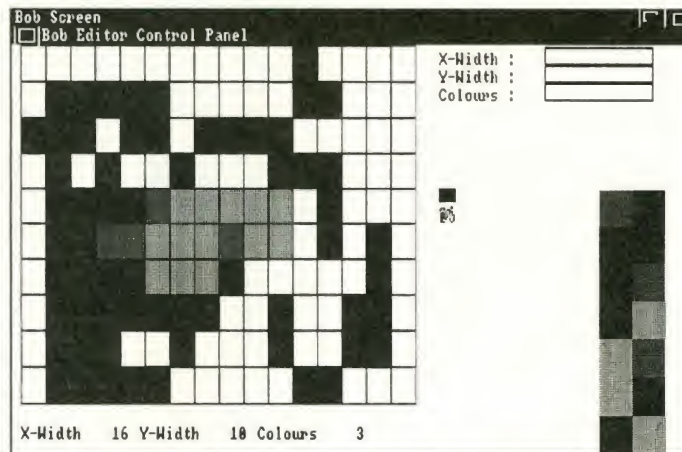 Bob Screen
Bob Editor Control Panel
X-Width :
Y-Width :
Colours :
X-Width 16 Y-Width 10 Colours 3